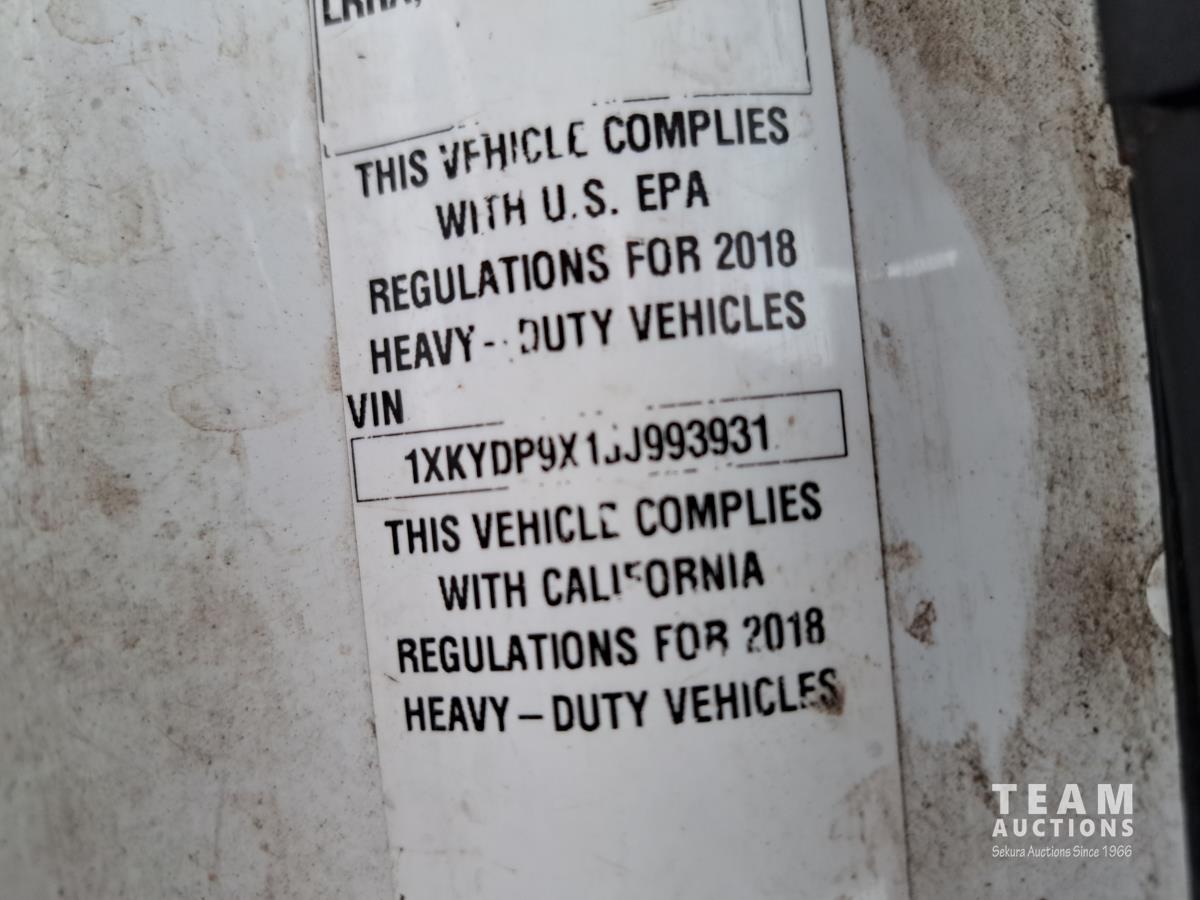 THIS VEHICLE COMPLIES
WITH U.S. EPA
REGULATIONS FOR 2018
HEAVY-DUTY VEHICLES
VIN
1XKYDP9X1JJ993931
THIS VEHICLE COMPLIES
WITH CALIFORNIA
REGULATIONS FOR 2018
HEAVY-DUTY VEHICLES
TEAM
AUCTIONS
Sekura Auctions Since 1966